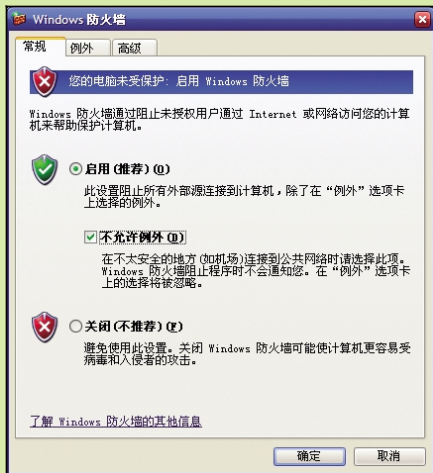 Windows 防火墙
常规 例外 高级
您的电脑未受保护: 启用 Windows 防火墙
Windows 防火墙通过阻止未授权用户通过 Internet 或网络访问您的计算
机来帮助保护计算机。
启用(推荐)(O)
此设置阻止所有外部源连接到计算机，除了在“例外”选项卡
上选择的例外。
不允许例外(D)
在不太安全的地方(如机场)连接到公共网络时请选择此项。
Windows 防火墙阻止程序时不会通知您。在“例外”选项卡
上的选择将被忽略。
关闭(不推荐)(F)
避免使用此设置。关闭 Windows 防火墙可能使计算机更容易受
病毒和入侵者的攻击。
了解 Windows 防火墙的其他信息
确定 取消